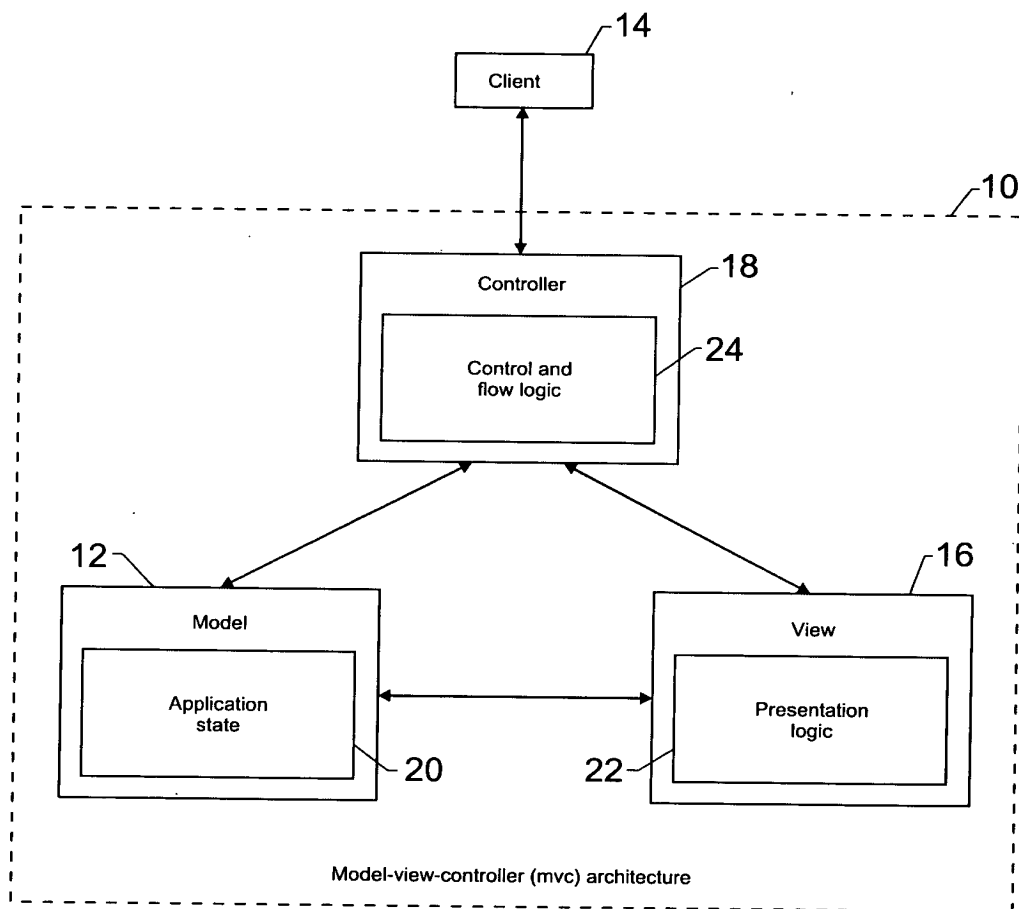 14
Client
10
Controller
18
Control and
flow logic
24
12
Model
Application
state
20
16
View
Presentation
logic
22
Model-view-controller (mvc) architecture